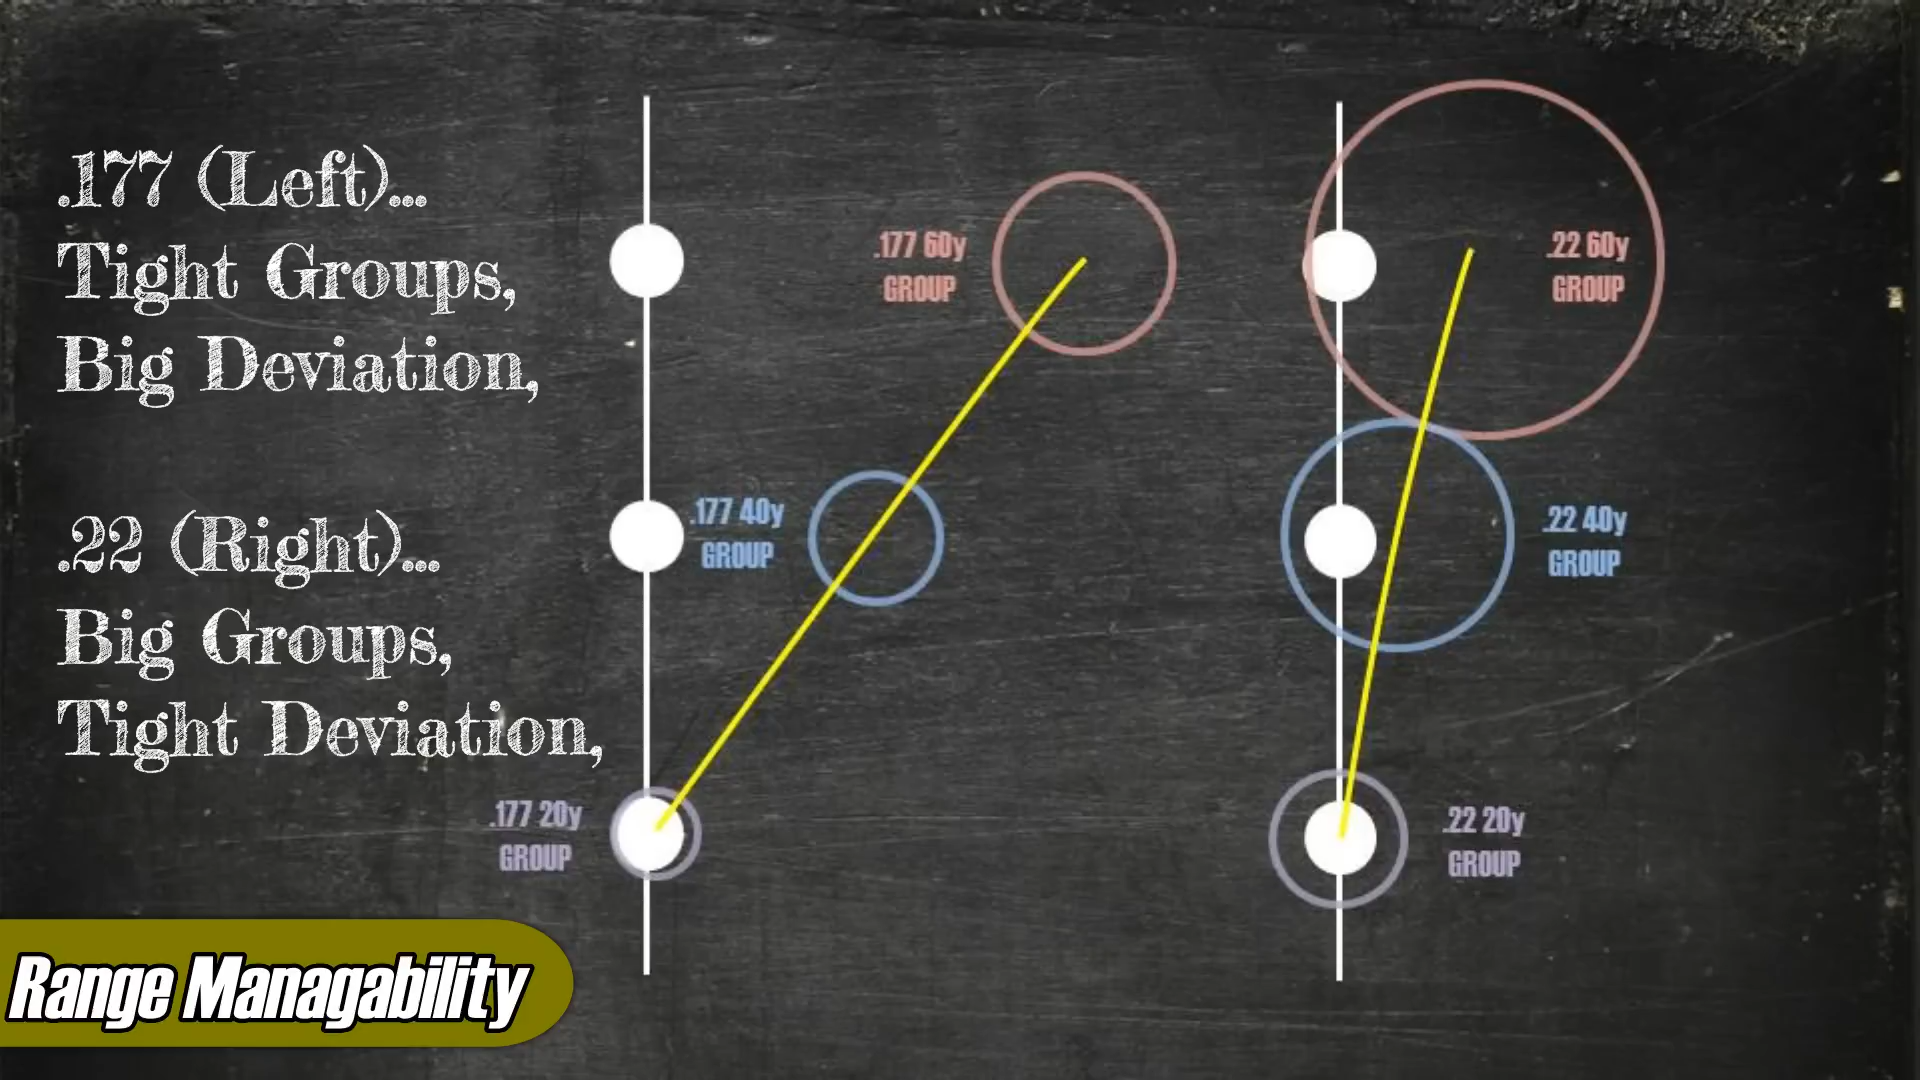 .177 (Left)...
Tight Groups,
Big Deviation,
.22 (Right)...
Big Groups,
Tight Deviation,
.177 60y
GROUP
.22 60y
GROUP
.177 40y
GROUP
.22 40y
GROUP
.177 20y
GROUP
.22 20y
GROUP
Range Managability